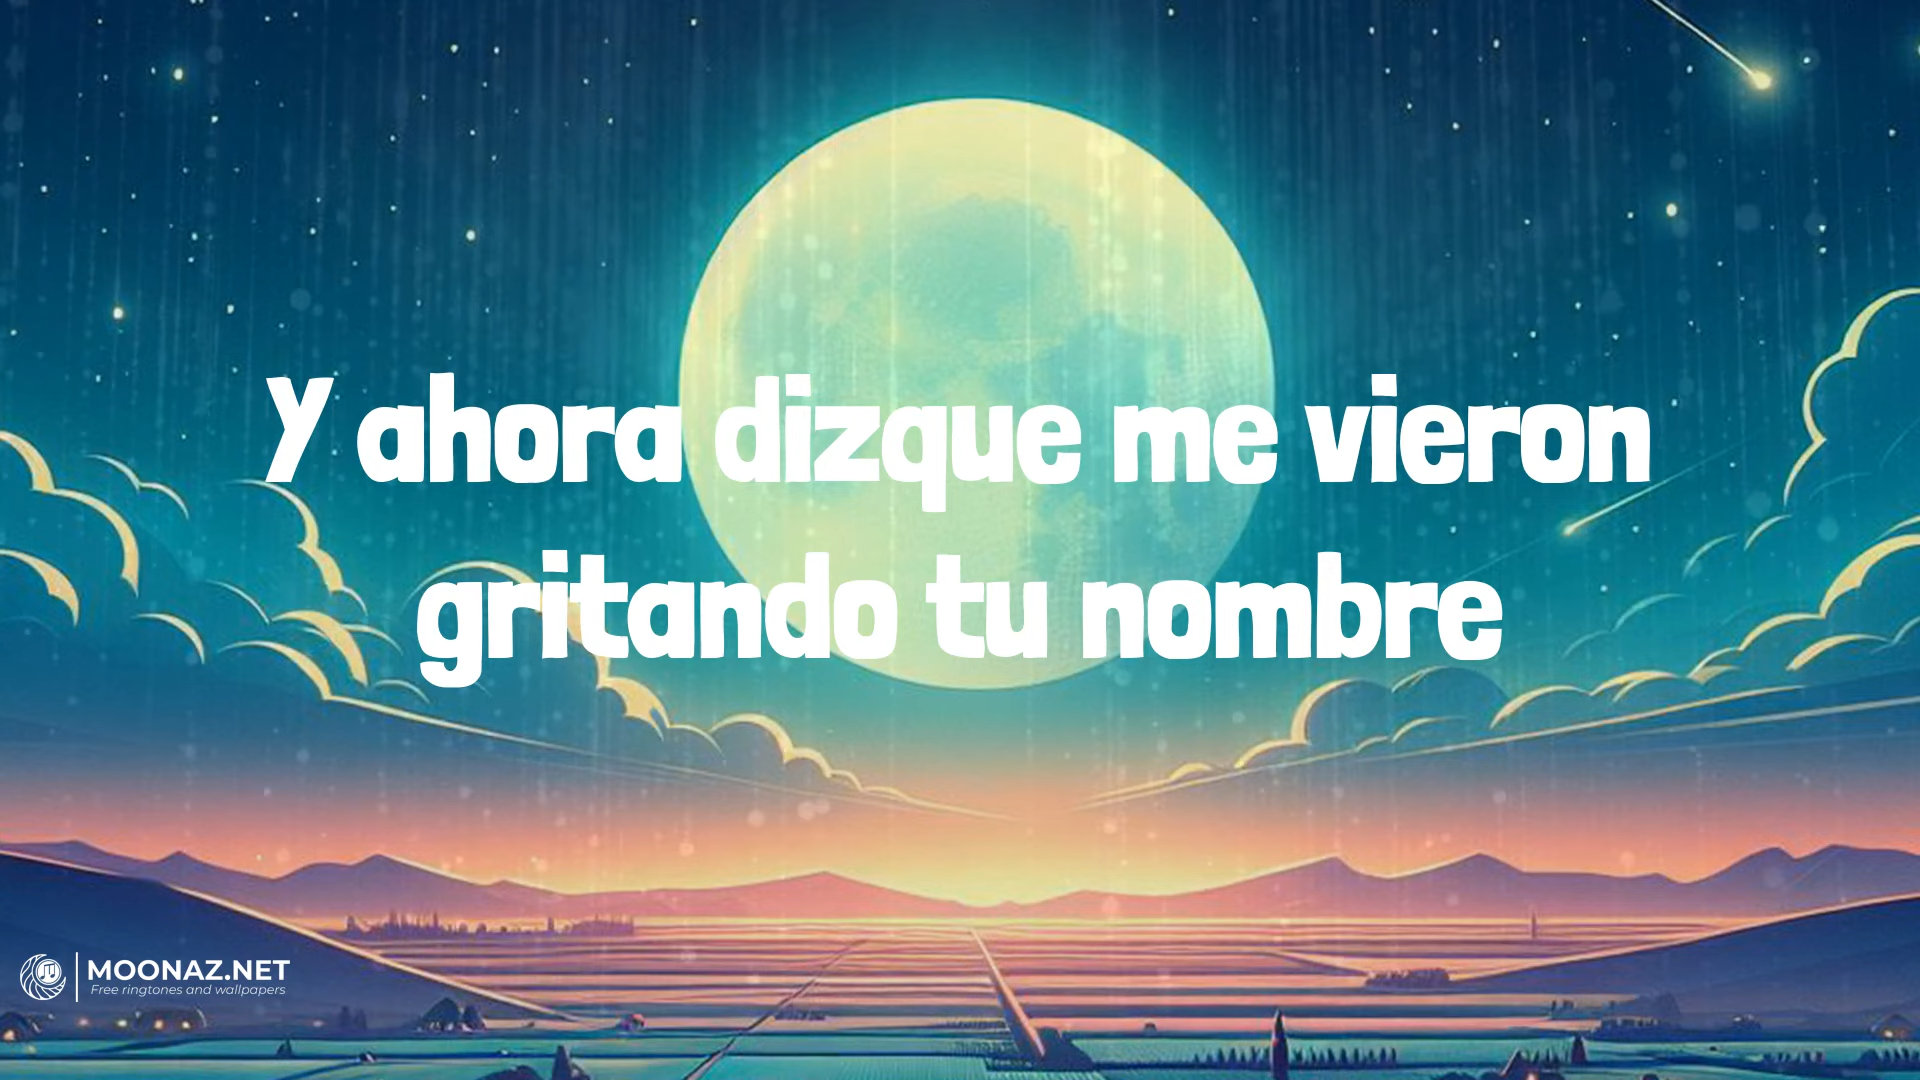 Y ahora dizque me vieron
gritando tu nombre
MOONAZ.NET
Free ringtones and wallpapers